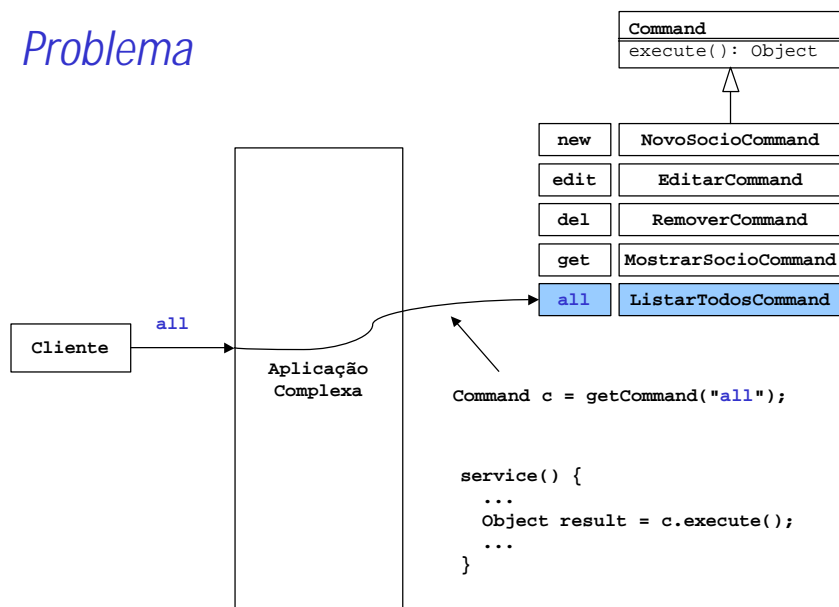 Problema
Command
execute(): Object
new NovoSocioCommand
edit EditarCommand
del RemoverCommand
get MostrarSocioCommand
all ListarTodosCommand
all
Cliente
Aplicação
Complexa
Command c = getCommand("all");
service() {
...
Object result = c.execute();
...
}